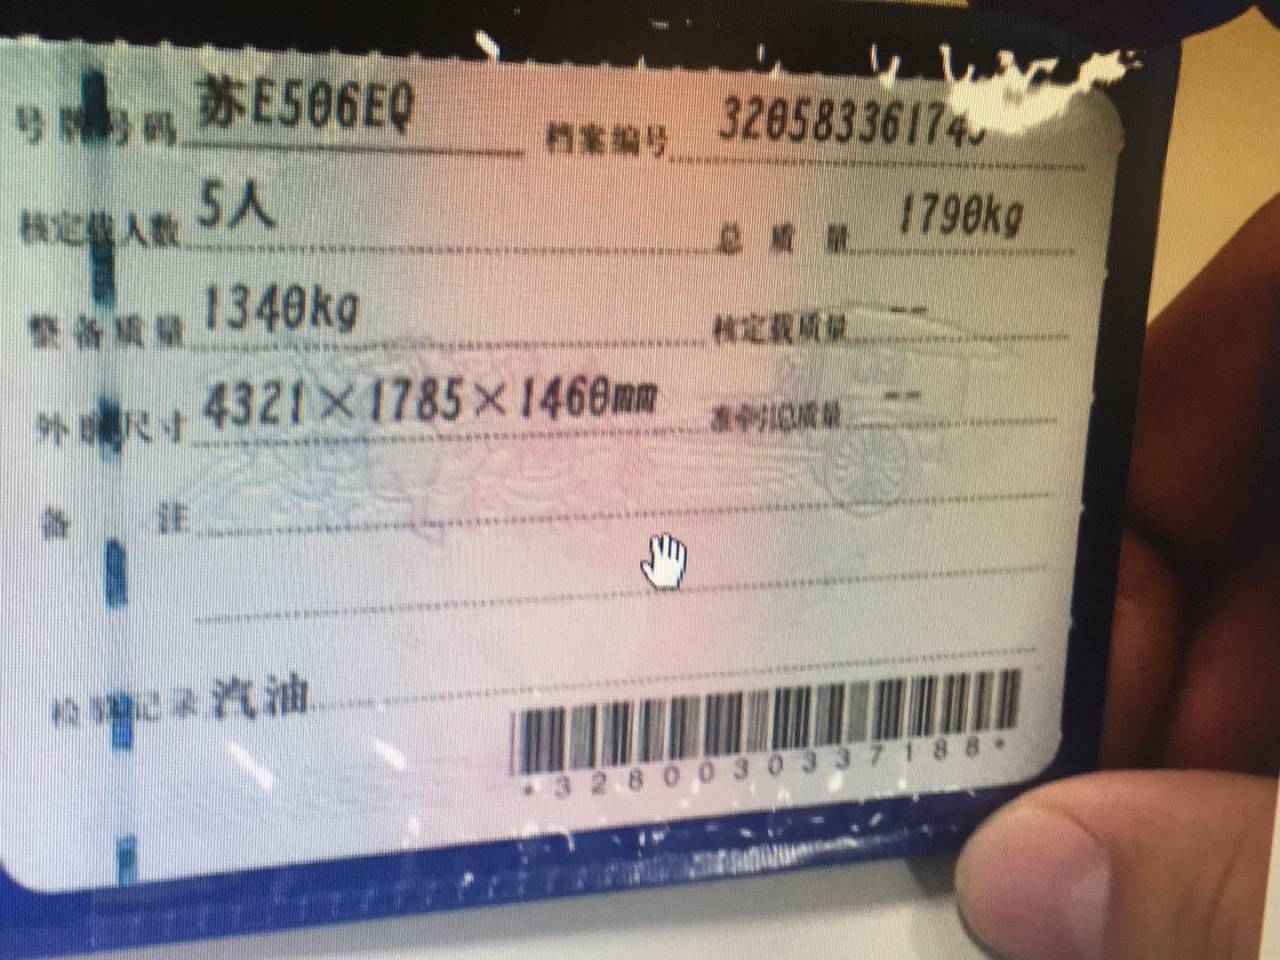 号牌号码 苏E506EQ 档案编号 32058336174
核定载人数 5人 总质量 1790kg
整备质量 1340kg 核定载质量 --
外廓尺寸 4321×1785×1460mm 准牵引总质量 --
备注
检验记录 汽油
*3280030337188*